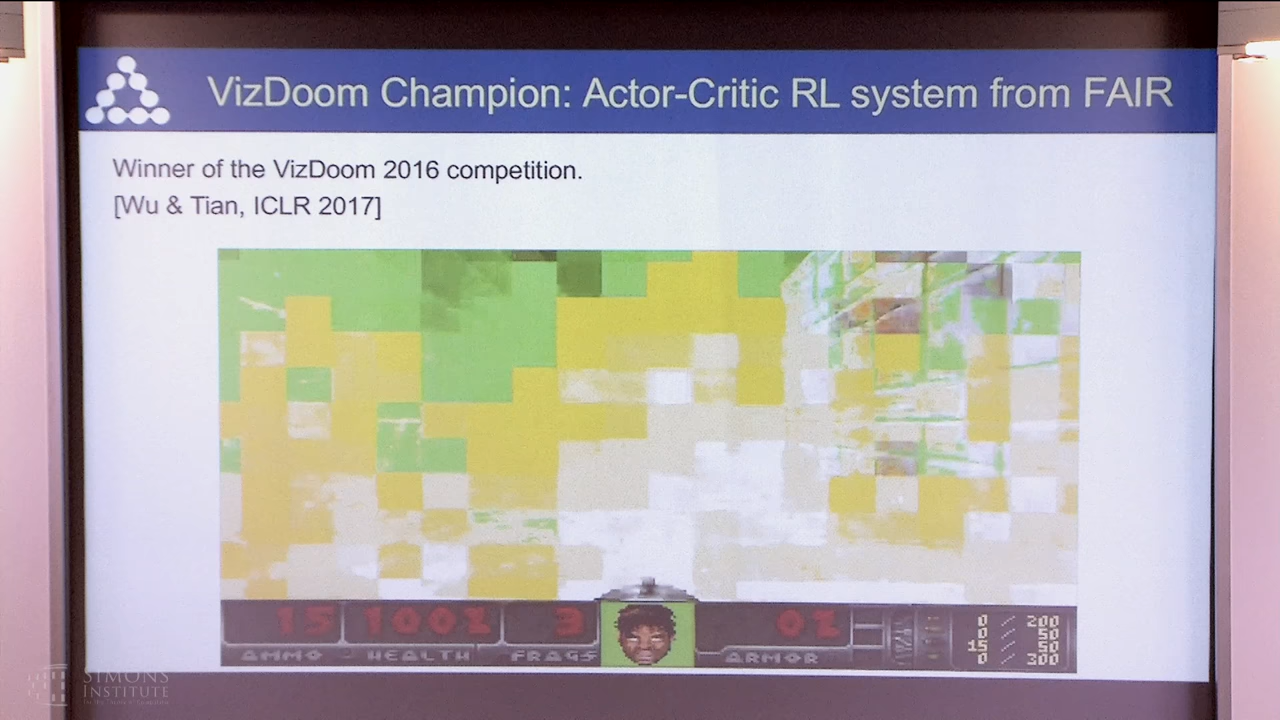 VizDoom Champion: Actor-Critic RL system from FAIR
Winner of the VizDoom 2016 competition.
[Wu & Tian, ICLR 2017]
15 100% 3 0%
AMMO HEALTH FRAGS ARMOR
0 / 200
0 / 50
15 / 50
0 / 300
SIMONS
INSTITUTE